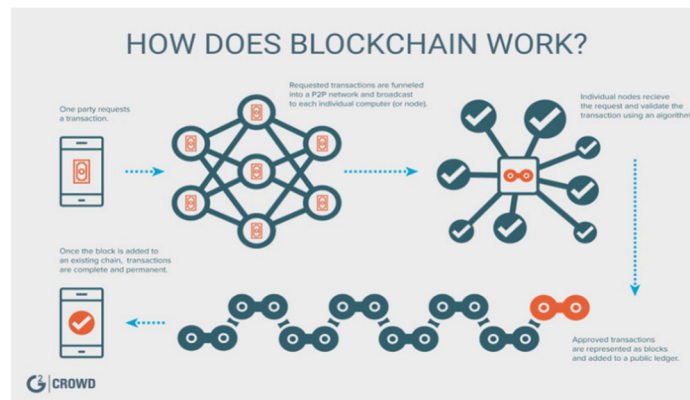 HOW DOES BLOCKCHAIN WORK?
One party requests
a transaction.
Requested transactions are funneled
into a P2P network and broadcast
to each individual computer (or node).
Individual nodes recieve
the request and validate the
transaction using an algorithm
Once the block is added to
an existing chain, transactions
are complete and permanent.
Approved transactions
are represented as blocks
and added to a public ledger.
G2 | CROWD